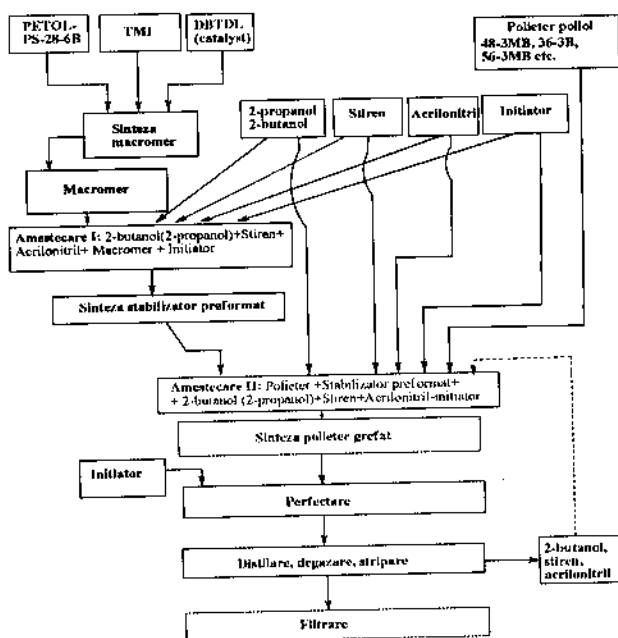 PETOL-
PS-28-6B
TMI
DBTDL
(catalyst)
Polieter poliol
48-3MB, 36-3B,
56-3MB etc.
2-propanol
2-butanol
Stiren
Acrilonitril
Initiator
Sinteza
macromer
Macromer
Amestecare I: 2-butanol(2-propanol)+Stiren+
Acrilonitril+ Macromer + Initiator
Sinteza stabilizator preformat
Amestecare II: Polieter +Stabilizator preformat+
+ 2-butanol (2-propanol)+Stiren+Acrilonitril-initiator
Sinteza polieter grefat
Initiator
Perfectare
Distilare, degazare, stripare
2-butanol,
stiren,
acrilonitril
Filtrare